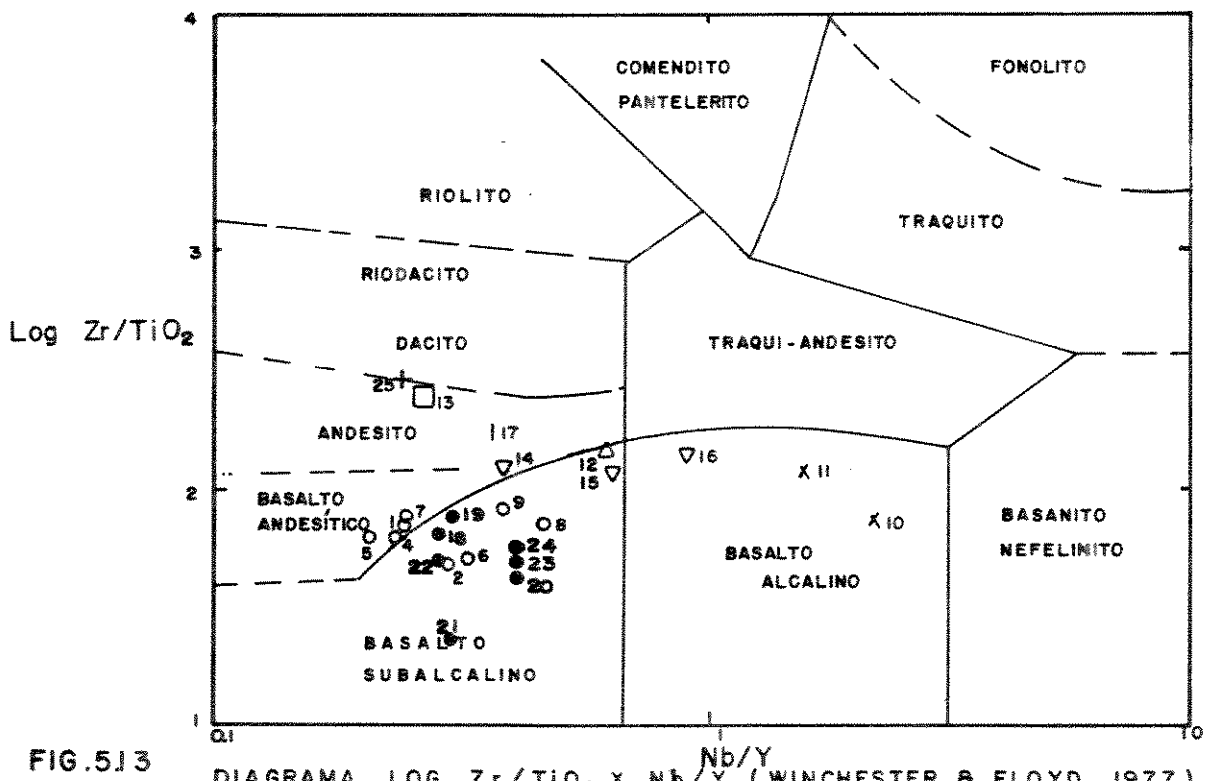 4
COMENDITO
PANTELERITO
FONOLITO
RIOLITO
TRAQUITO
3
RIODACITO
Log Zr/TiO2
DACITO
TRAQUI-ANDESITO
25
13
ANDESITO
17
14
12
15
16
11
2
BASALTO
ANDESÍTICO
7
1
9
19
8
10
BASANITO
NEFELINITO
5
4
18
24
BASALTO
ALCALINO
22
2
6
23
20
21
BASALTO
SUBALCALINO
1
0.1
1
10
Nb/Y
FIG.5.13
DIAGRAMA LOG Zr/TiO2 x Nb/Y (WINCHESTER & FLOYD, 1977)